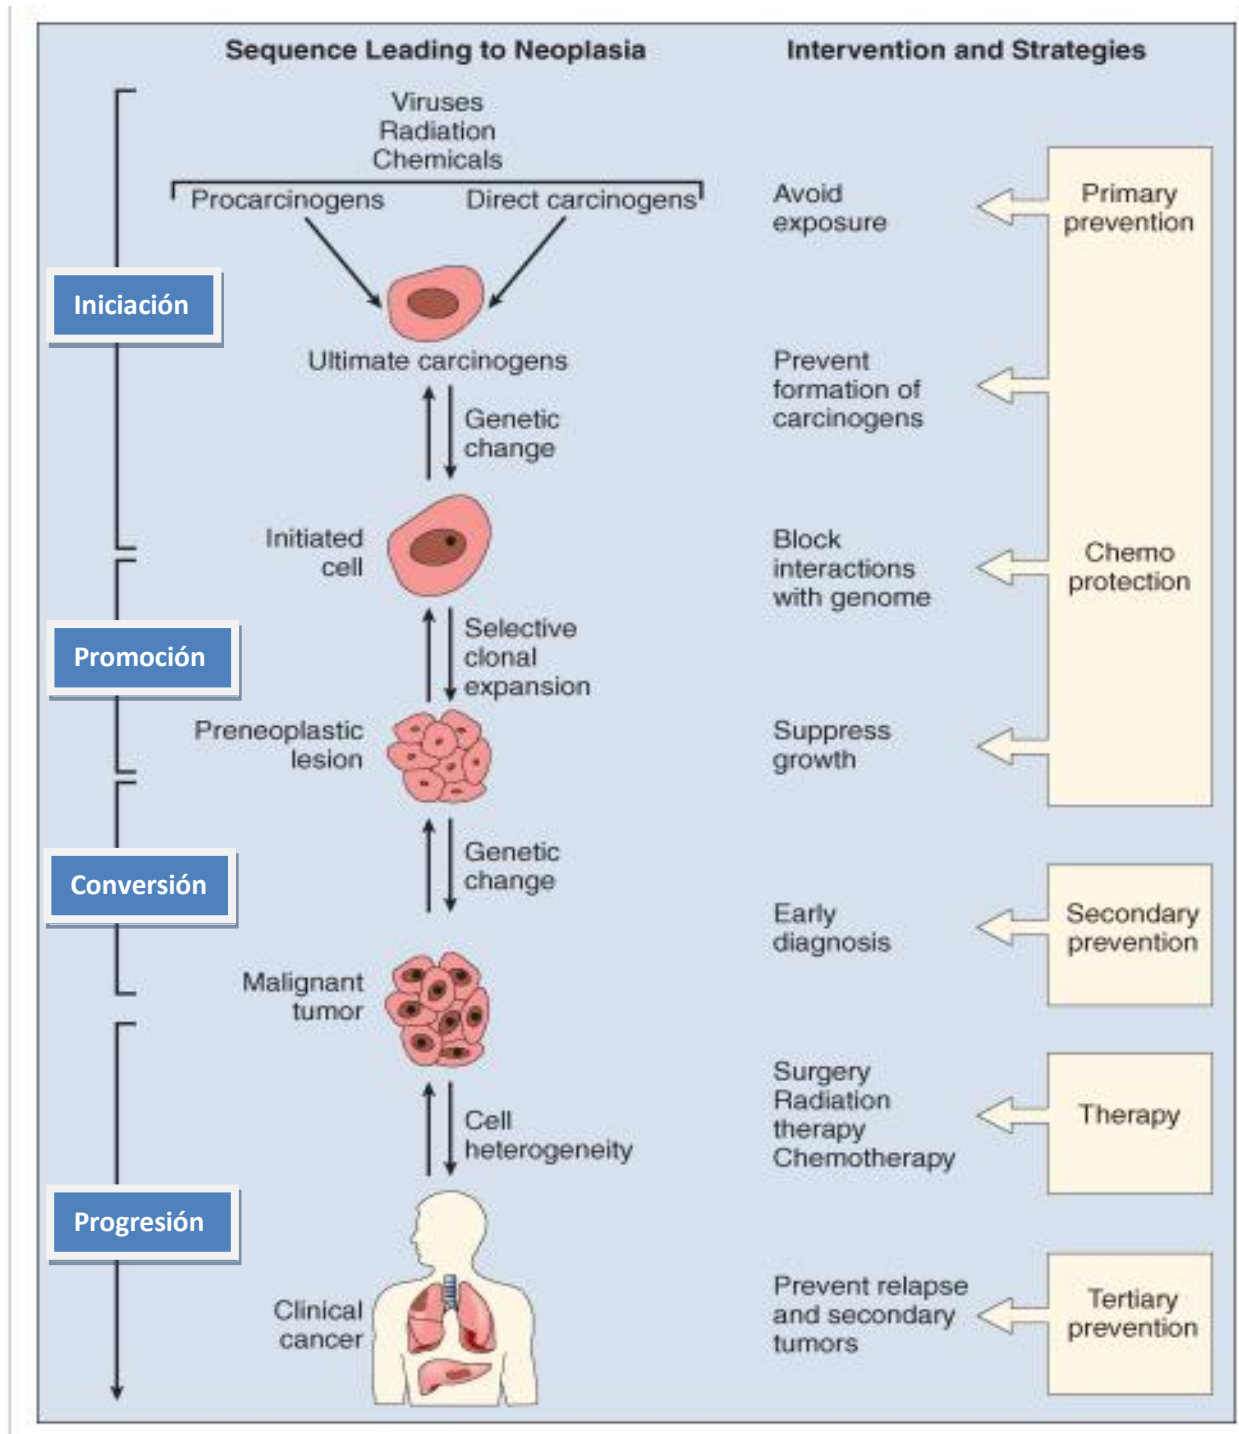 Sequence Leading to Neoplasia
Intervention and Strategies
Viruses
Radiation
Chemicals
Procarcinogens
Direct carcinogens
Avoid
exposure
Primary
prevention
Iniciación
Ultimate carcinogens
Prevent
formation of
carcinogens
Genetic
change
Initiated
cell
Block
interactions
with genome
Chemo
protection
Promoción
Selective
clonal
expansion
Preneoplastic
lesion
Suppress
growth
Conversión
Genetic
change
Early
diagnosis
Secondary
prevention
Malignant
tumor
Surgery
Radiation
therapy
Chemotherapy
Therapy
Cell
heterogeneity
Progresión
Clinical
cancer
Prevent relapse
and secondary
tumors
Tertiary
prevention